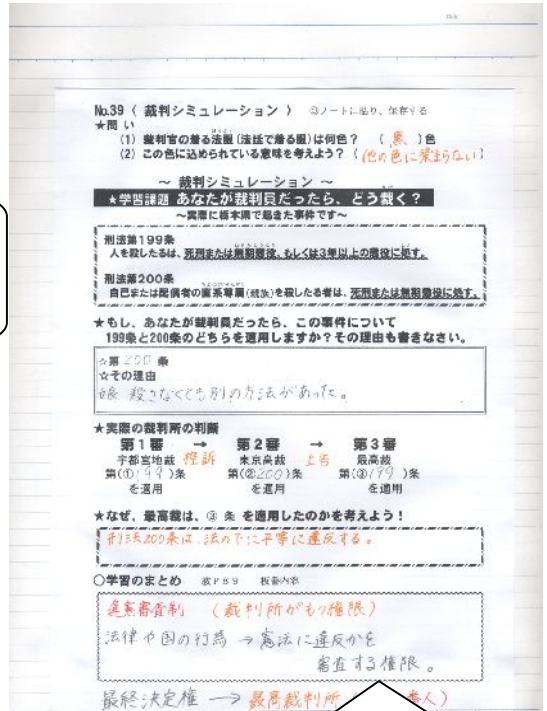 No.39 〈 裁判シミュレーション 〉 ◎ノートに貼り、保存する
★問 い
(1) 裁判官の着る法服(法廷で着る服)は何色? ( 黒 )色
(2) この色に込められている意味を考えよう? (他の色に染まらない)
~ 裁判シミュレーション ~
★学習課題 あなたが裁判員だったら、どう裁く?
~実際に栃木県で起きた事件です~
刑法第199条
人を殺したるは、死刑または無期懲役、もしくは3年以上の懲役に処す。
刑法第200条
自己または配偶者の直系尊属(親族)を殺した者は、死刑または無期懲役に処す。
★もし、あなたが裁判員だったら、この事件について
199条と200条のどちらを適用しますか?その理由も書きなさい。
☆第 200 条
☆その理由
殺さなくても別の方法があった。
★実際の裁判所の判断
第1審 → 第2審 → 第3審
宇都宮地裁 控訴 東京高裁 上告 最高裁
第(①199)条 第(②200)条 第(③199)条
を適用 を適用 を適用
★なぜ、最高裁は、③ 条 を適用したのかを考えよう!
刑法200条は、法の下に平等に違反する。
○学習のまとめ 教P89 板書内容
違憲審査制 (裁判所がもつ権限)
法律や国の行為 → 憲法に違反かを
審査する権限。
最終決定権 → 最高裁判所 ( 番人)